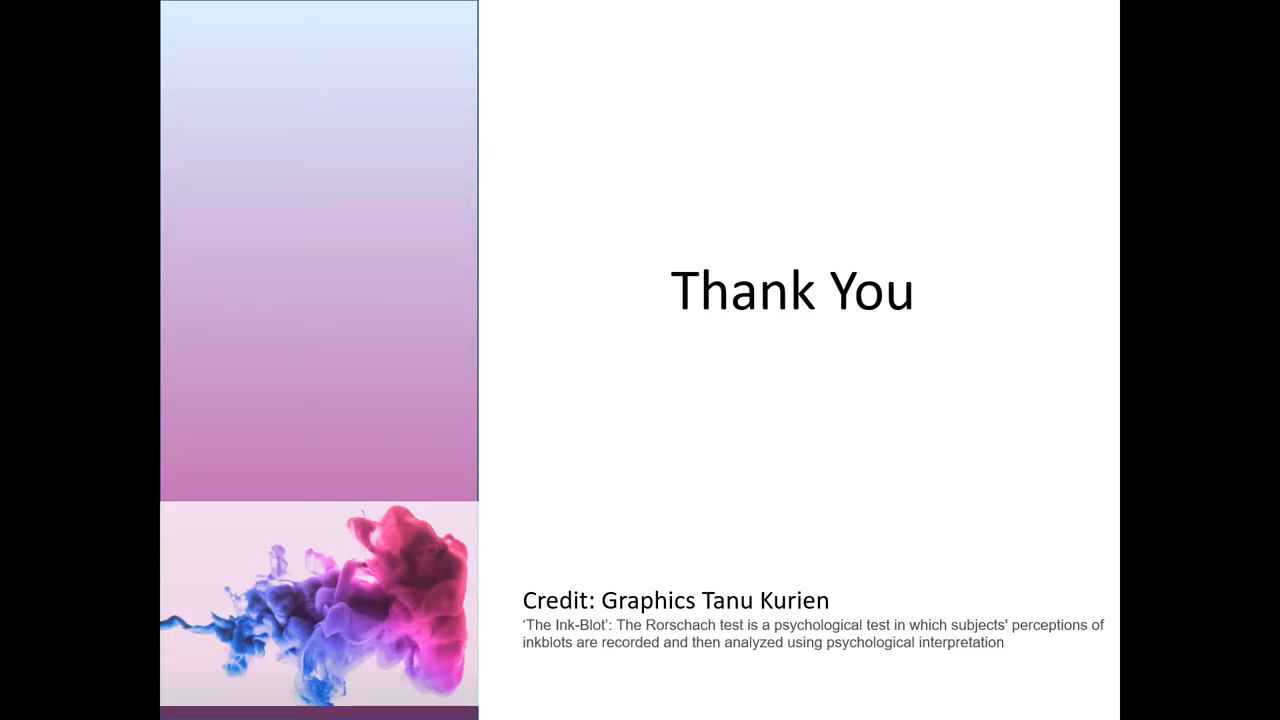 Thank You
Credit: Graphics Tanu Kurien
‘The Ink-Blot’: The Rorschach test is a psychological test in which subjects' perceptions of
inkblots are recorded and then analyzed using psychological interpretation